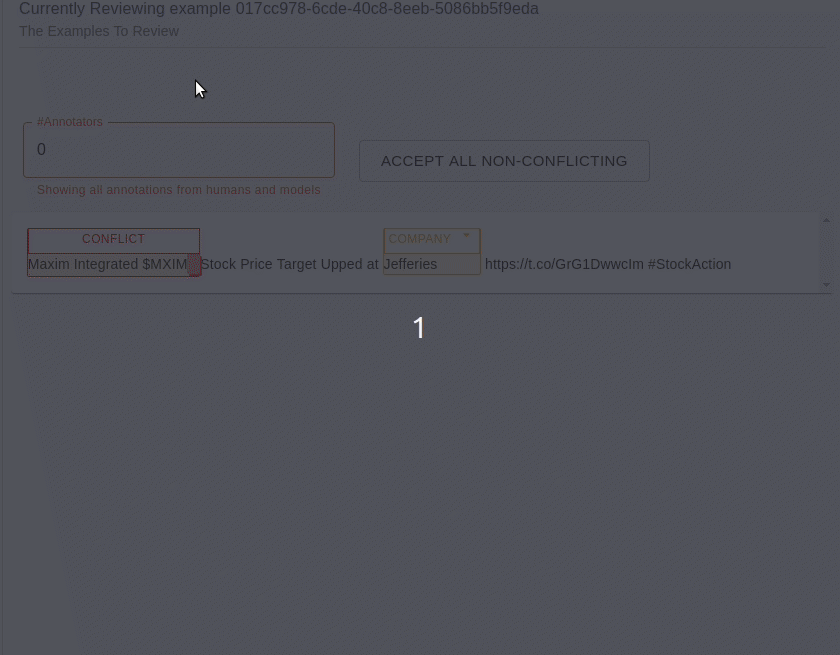 Currently Reviewing example 017cc978-6cde-40c8-8eeb-5086bb5f9eda
The Examples To Review
#Annotators
0
ACCEPT ALL NON-CONFLICTING
Showing all annotations from humans and models
CONFLICT
COMPANY
Maxim Integrated $MXIM Stock Price Target Upped at Jefferies https://t.co/GrG1DwwcIm #StockAction
1